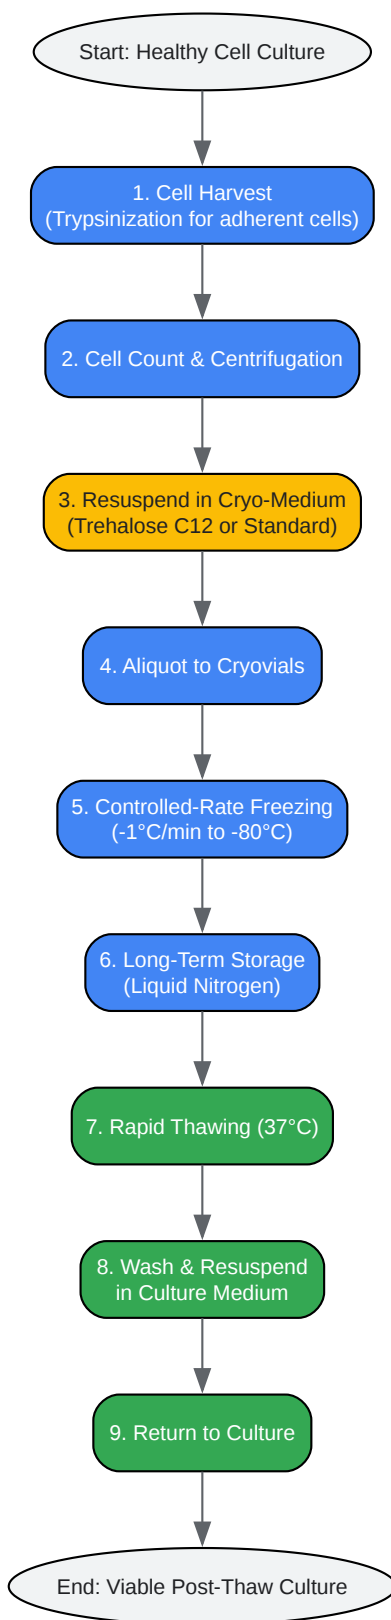 Start: Healthy Cell Culture
1. Cell Harvest
(Trypsinization for adherent cells)
2. Cell Count & Centrifugation
3. Resuspend in Cryo-Medium
(Trehalose C12 or Standard)
4. Aliquot to Cryovials
5. Controlled-Rate Freezing
(-1°C/min to -80°C)
6. Long-Term Storage
(Liquid Nitrogen)
7. Rapid Thawing (37°C)
8. Wash & Resuspend
in Culture Medium
9. Return to Culture
End: Viable Post-Thaw Culture